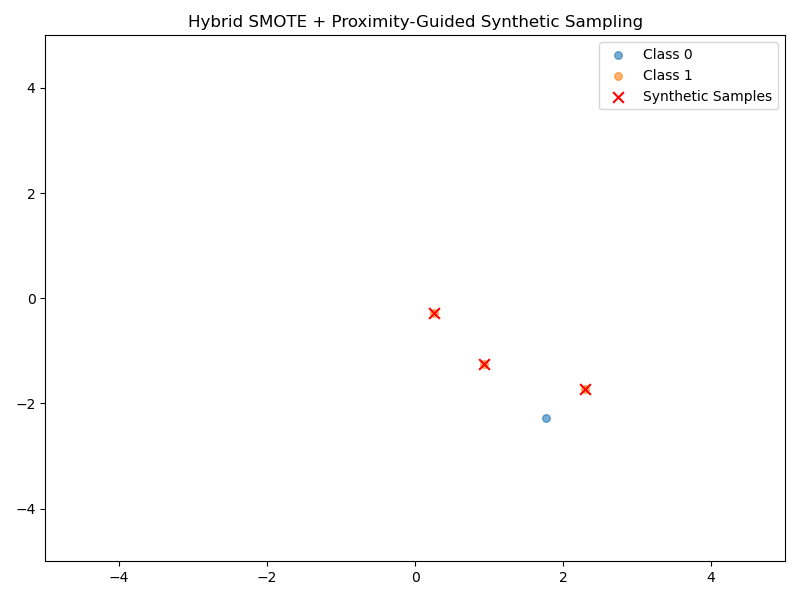 Hybrid SMOTE + Proximity-Guided Synthetic Sampling
Class 0
Class 1
Synthetic Samples
4
2
0
−2
−4
−4
−2
0
2
4